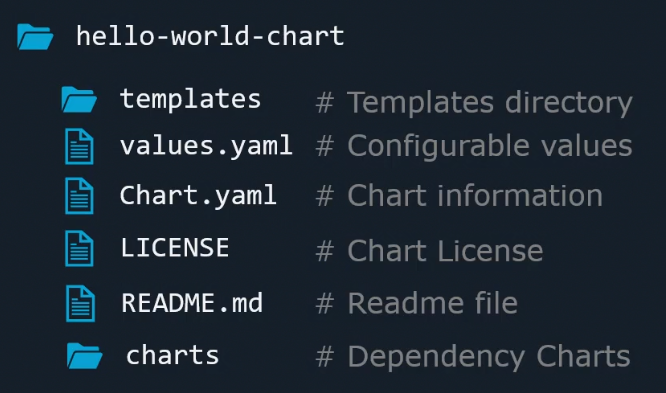 hello-world-chart
templates # Templates directory
values.yaml # Configurable values
Chart.yaml # Chart information
LICENSE # Chart License
README.md # Readme file
charts # Dependency Charts